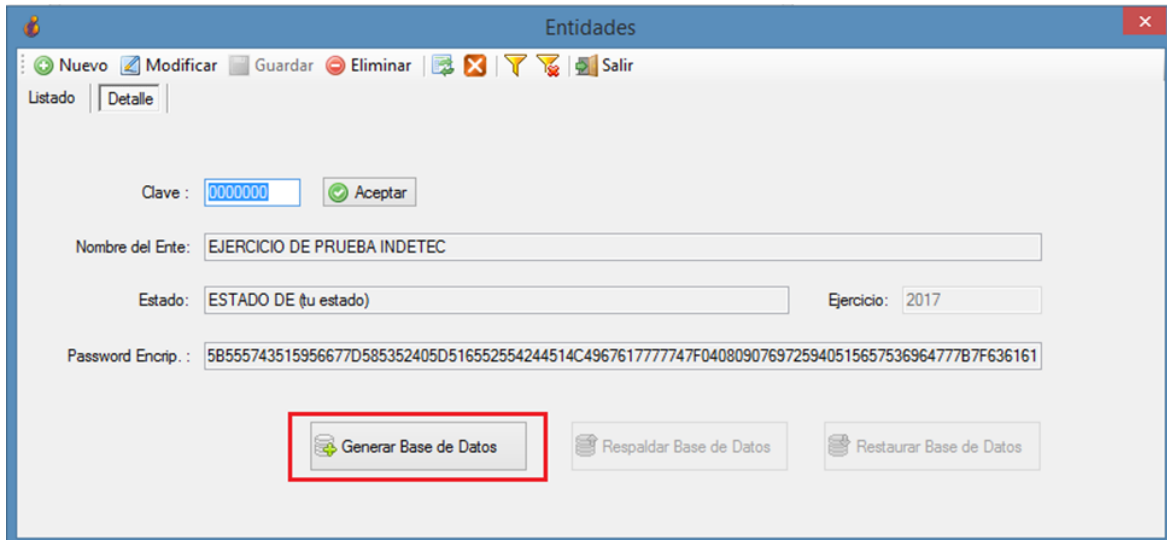 Entidades
Nuevo Modificar Guardar Eliminar Salir
Listado Detalle
Clave : 0000000 Aceptar
Nombre del Ente: EJERCICIO DE PRUEBA INDETEC
Estado: ESTADO DE (tu estado) Ejercicio: 2017
Password Encrip. : 5B555743515956677D585352405D516552554244514C4967617777747F0408090769725940515657536964777B7F636161
Generar Base de Datos Respaldar Base de Datos Restaurar Base de Datos